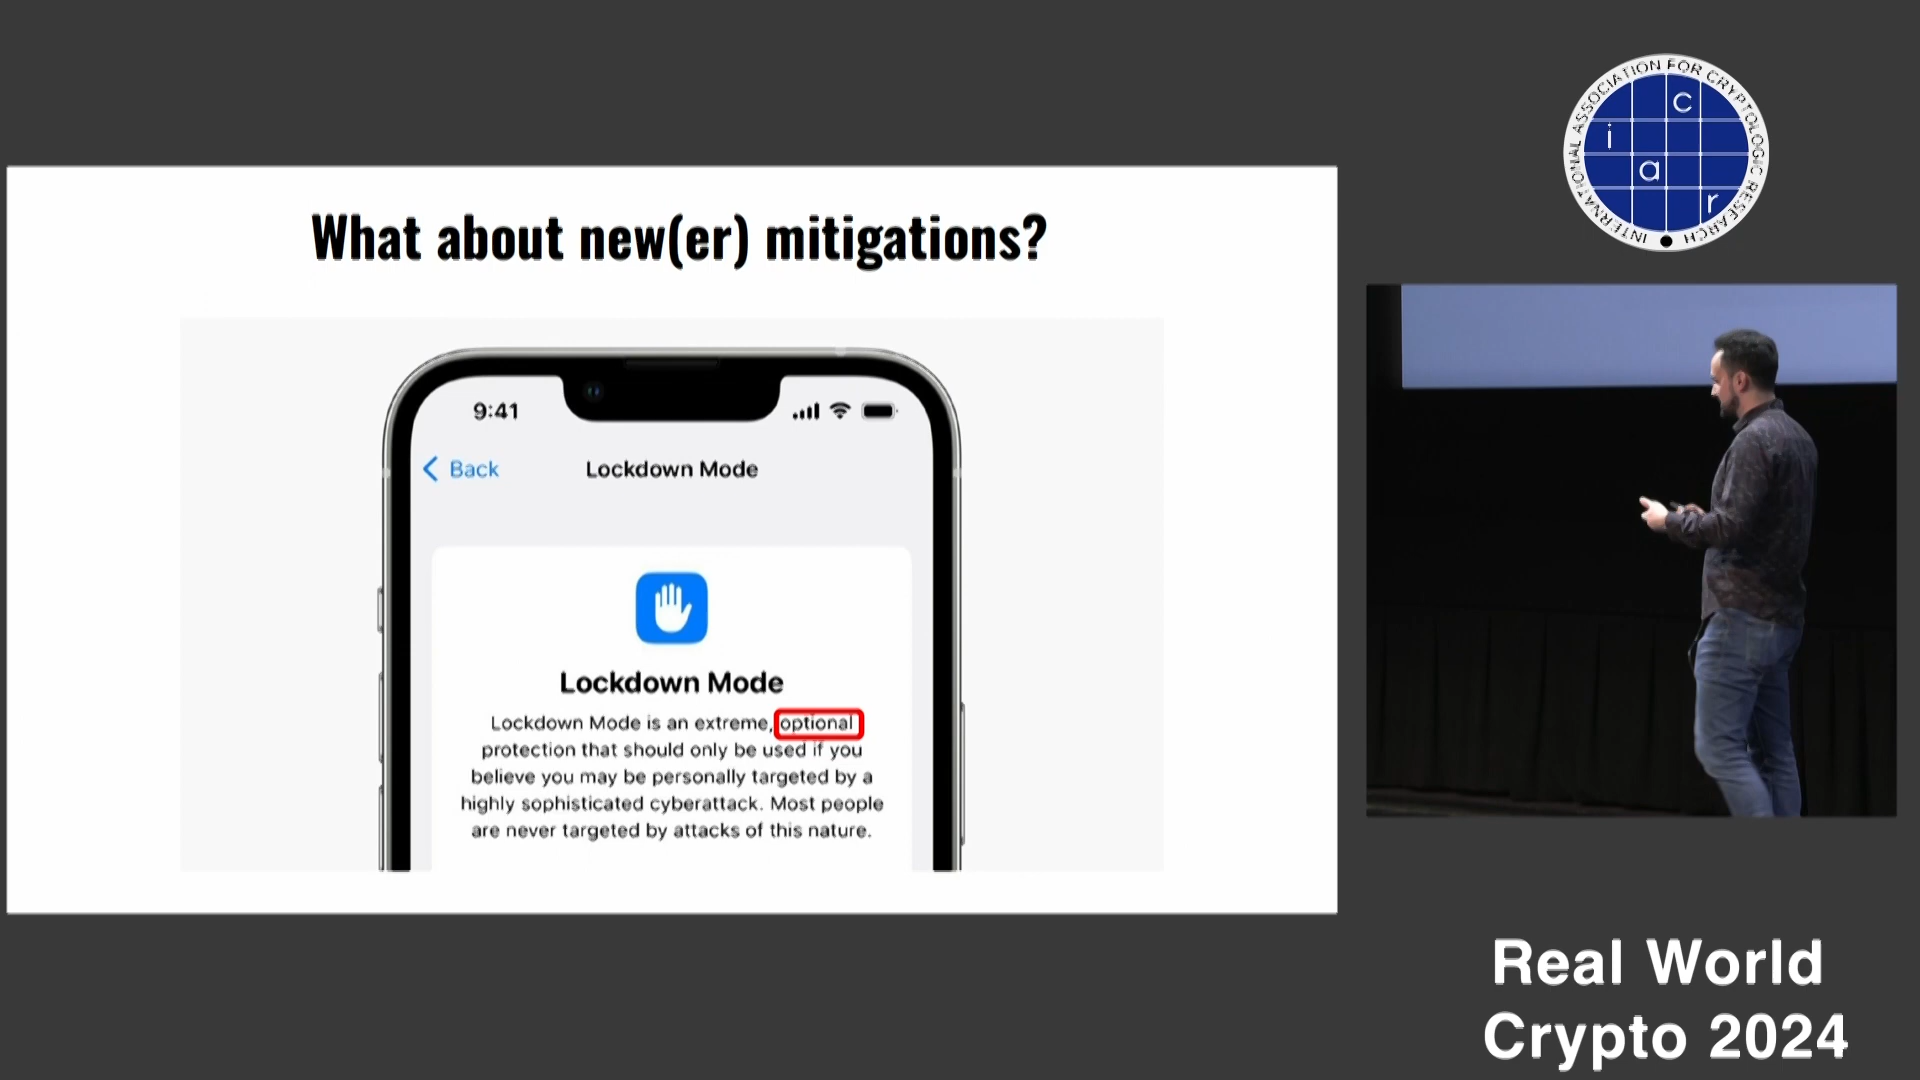 What about new(er) mitigations?
9:41
Back
Lockdown Mode
Lockdown Mode
Lockdown Mode is an extreme, optional
protection that should only be used if you
believe you may be personally targeted by a
highly sophisticated cyberattack. Most people
are never targeted by attacks of this nature.
INTERNATIONAL ASSOCIATION FOR CRYPTOLOGIC RESEARCH
i a c r
Real World
Crypto 2024